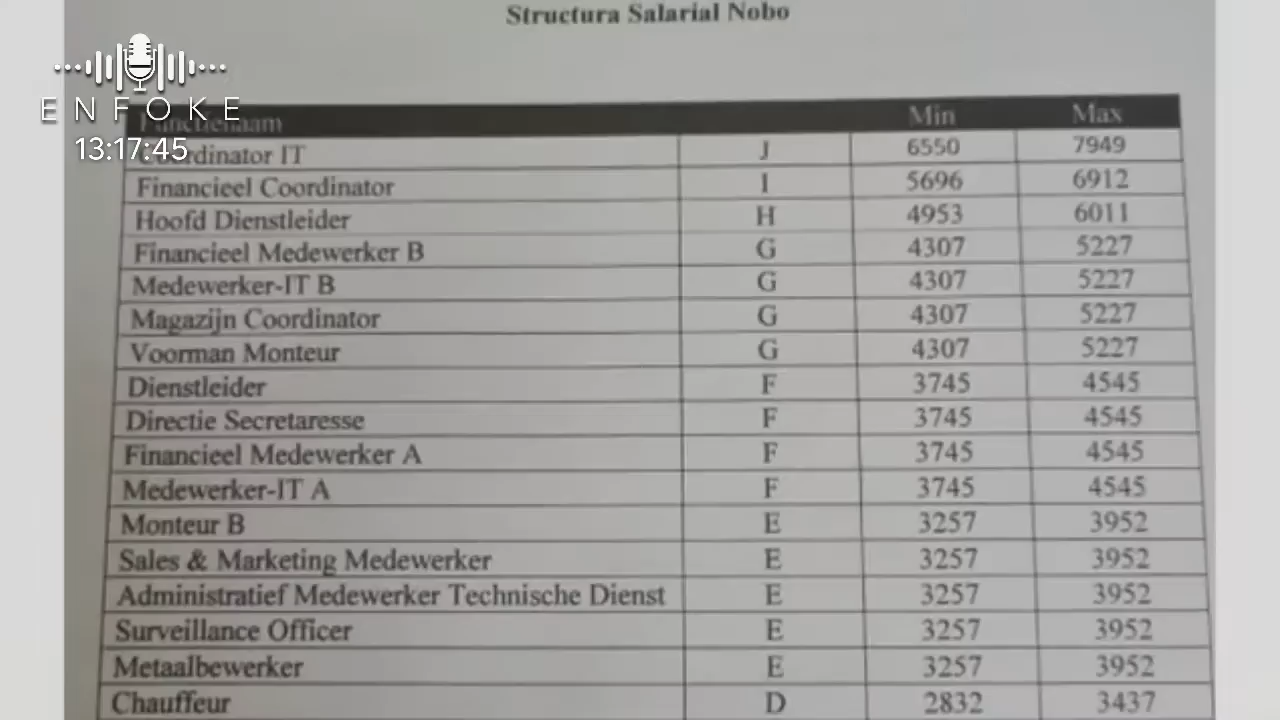 Structura Salarial Nobo
ENFOKE
13:17:45
Functienaam Min Max
Coordinator IT J 6550 7949
Financieel Coordinator I 5696 6912
Hoofd Dienstleider H 4953 6011
Financieel Medewerker B G 4307 5227
Medewerker-IT B G 4307 5227
Magazijn Coordinator G 4307 5227
Voorman Monteur G 4307 5227
Dienstleider F 3745 4545
Directie Secretaresse F 3745 4545
Financieel Medewerker A F 3745 4545
Medewerker-IT A F 3745 4545
Monteur B E 3257 3952
Sales & Marketing Medewerker E 3257 3952
Administratief Medewerker Technische Dienst E 3257 3952
Surveillance Officer E 3257 3952
Metaalbewerker E 3257 3952
Chauffeur D 2832 3437